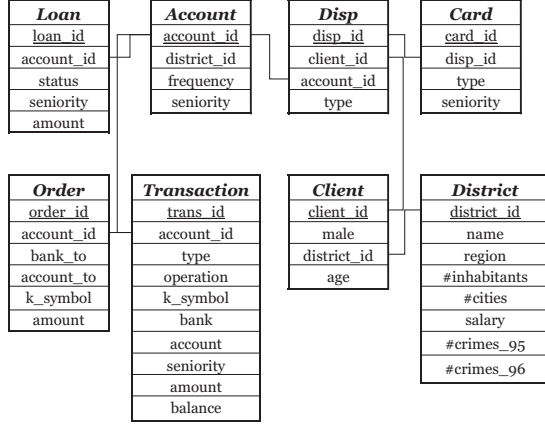 Loan
loan_id
account_id
status
seniority
amount
Account
account_id
district_id
frequency
seniority
Disp
disp_id
client_id
account_id
type
Card
card_id
disp_id
type
seniority
Order
order_id
account_id
bank_to
account_to
k_symbol
amount
Transaction
trans_id
account_id
type
operation
k_symbol
bank
account
seniority
amount
balance
Client
client_id
male
district_id
age
District
district_id
name
region
#inhabitants
#cities
salary
#crimes_95
#crimes_96